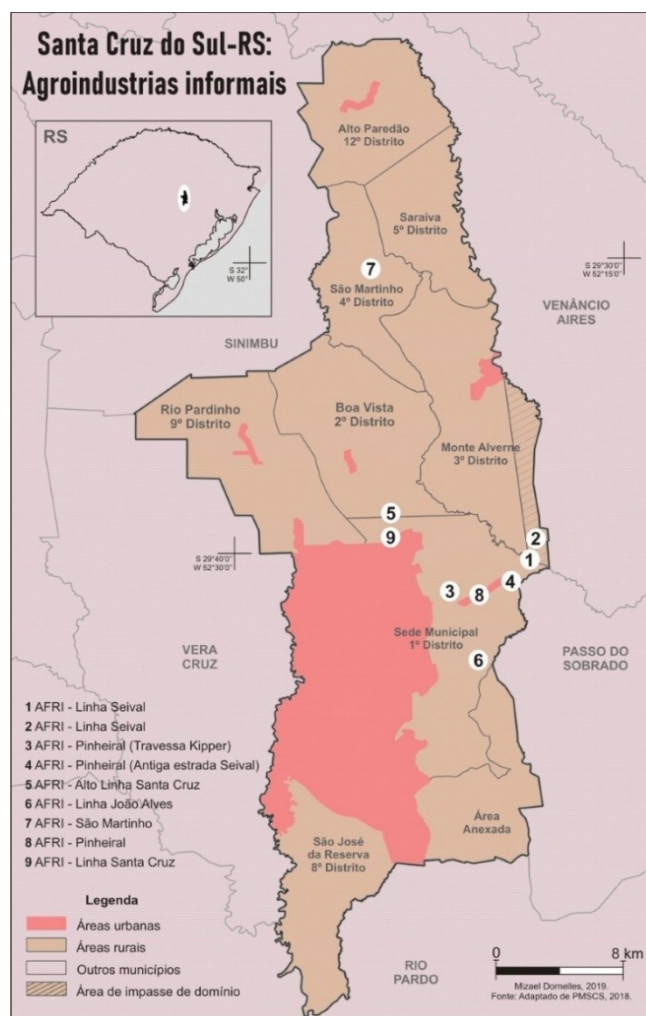 Santa Cruz do Sul-RS:
Agroindustrias informais
RS
S 32°
W 50°
Alto Paredão
12º Distrito
Saraiva
5º Distrito
7
São Martinho
4º Distrito
S 29°30'0"
W 52°15'0"
VENÂNCIO
AIRES
SINIMBU
Rio Pardinho
9º Distrito
Boa Vista
2º Distrito
Monte Alverne
3º Distrito
5
9
2
1
S 29°40'0"
W 52°30'0"
3
8
4
Sede Municipal
1º Distrito
6
VERA
CRUZ
PASSO DO
SOBRADO
1 AFRI - Linha Seival
2 AFRI - Linha Seival
3 AFRI - Pinheiral (Travessa Kipper)
4 AFRI - Pinheiral (Antiga estrada Seival)
5 AFRI - Alto Linha Santa Cruz
6 AFRI - Linha João Alves
7 AFRI - São Martinho
8 AFRI - Pinheiral
9 AFRI - Linha Santa Cruz
Área
Anexada
São José
da Reserva
8º Distrito
Legenda
Áreas urbanas
Áreas rurais
Outros municípios
Área de impasse de domínio
RIO
PARDO
0 8 km
Mizael Dornelles, 2019.
Fonte: Adaptado de PMSCS, 2018.